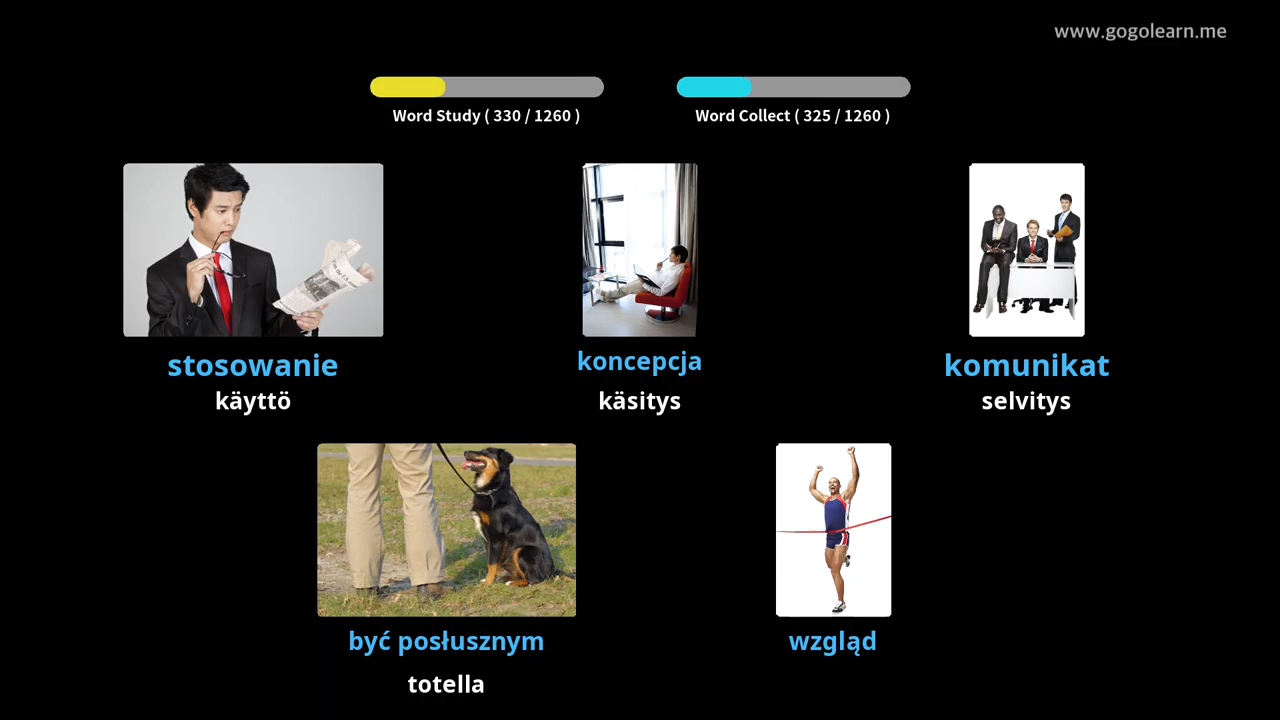 www.gogolearn.me
Word Study ( 330 / 1260 )
Word Collect ( 325 / 1260 )
stosowanie
käyttö
koncepcja
käsitys
komunikat
selvitys
być posłusznym
totella
wzgląd